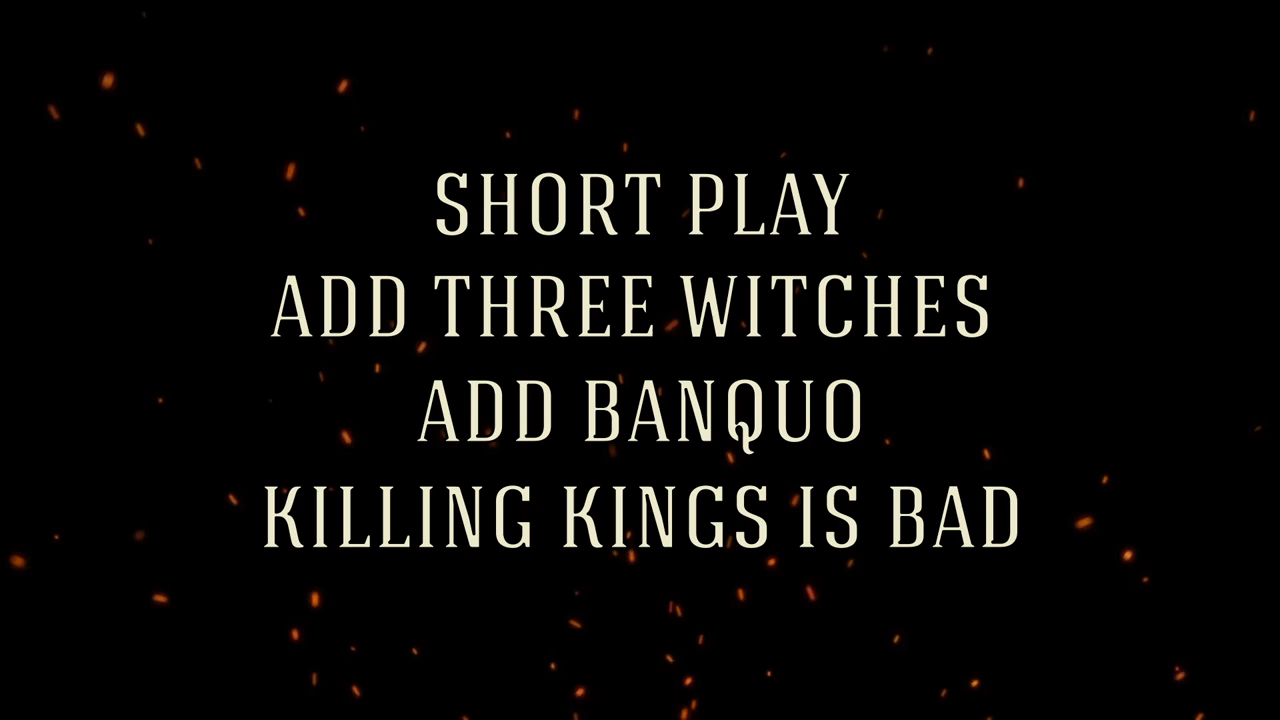 SHORT PLAY
ADD THREE WITCHES
ADD BANQUO
KILLING KINGS IS BAD